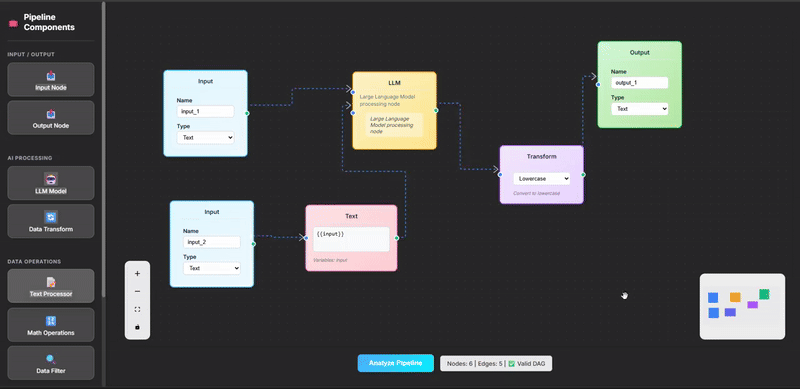 Pipeline
Components
INPUT / OUTPUT
Input Node
Output Node
AI PROCESSING
LLM Model
Data Transform
DATA OPERATIONS
Text Processor
Math Operations
Data Filter
Input
Name
input_1
Type
Text
Input
Name
input_2
Type
Text
LLM
Large Language Model
processing node
Large Language
Model processing
node
Text
{{input}}
Variables: input
Transform
Lowercase
Convert to lowercase
Output
Name
output_1
Type
Text
Analyze Pipeline
Nodes: 6 | Edges: 5 | ✅ Valid DAG